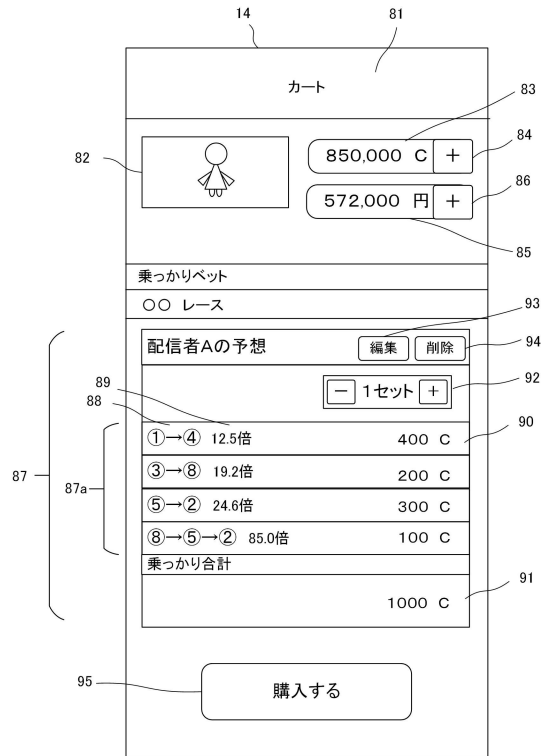 14
81
カート
83
850,000 C +
84
82
86
572,000 円 +
85
乗っかりベット
○○ レース
93
配信者Aの予想 編集 削除
94
89
88
92
－ 1セット ＋
90
①→④ 12.5倍 400 C
③→⑧ 19.2倍 200 C
87
87a
⑤→② 24.6倍 300 C
⑧→⑤→② 85.0倍 100 C
乗っかり合計
91
1000 C
95
購入する